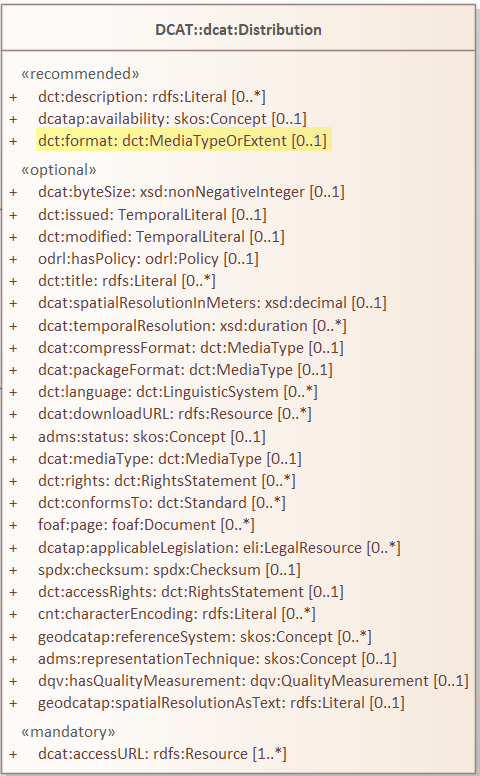 DCAT::dcat:Distribution
«recommended»
+ dct:description: rdfs:Literal [0..*]
+ dcatap:availability: skos:Concept [0..1]
+ dct:format: dct:MediaTypeOrExtent [0..1]
«optional»
+ dcat:byteSize: xsd:nonNegativeInteger [0..1]
+ dct:issued: TemporalLiteral [0..1]
+ dct:modified: TemporalLiteral [0..1]
+ odrl:hasPolicy: odrl:Policy [0..1]
+ dct:title: rdfs:Literal [0..*]
+ dcat:spatialResolutionInMeters: xsd:decimal [0..1]
+ dcat:temporalResolution: xsd:duration [0..*]
+ dcat:compressFormat: dct:MediaType [0..1]
+ dcat:packageFormat: dct:MediaType [0..1]
+ dct:language: dct:LinguisticSystem [0..*]
+ dcat:downloadURL: rdfs:Resource [0..*]
+ adms:status: skos:Concept [0..1]
+ dcat:mediaType: dct:MediaType [0..1]
+ dct:rights: dct:RightsStatement [0..*]
+ dct:conformsTo: dct:Standard [0..*]
+ foaf:page: foaf:Document [0..*]
+ dcatap:applicableLegislation: eli:LegalResource [0..*]
+ spdx:checksum: spdx:Checksum [0..1]
+ dct:accessRights: dct:RightsStatement [0..1]
+ cnt:characterEncoding: rdfs:Literal [0..*]
+ geodcatap:referenceSystem: skos:Concept [0..*]
+ adms:representationTechnique: skos:Concept [0..1]
+ dqv:hasQualityMeasurement: dqv:QualityMeasurement [0..1]
+ geodcatap:spatialResolutionAsText: rdfs:Literal [0..1]
«mandatory»
+ dcat:accessURL: rdfs:Resource [1..*]